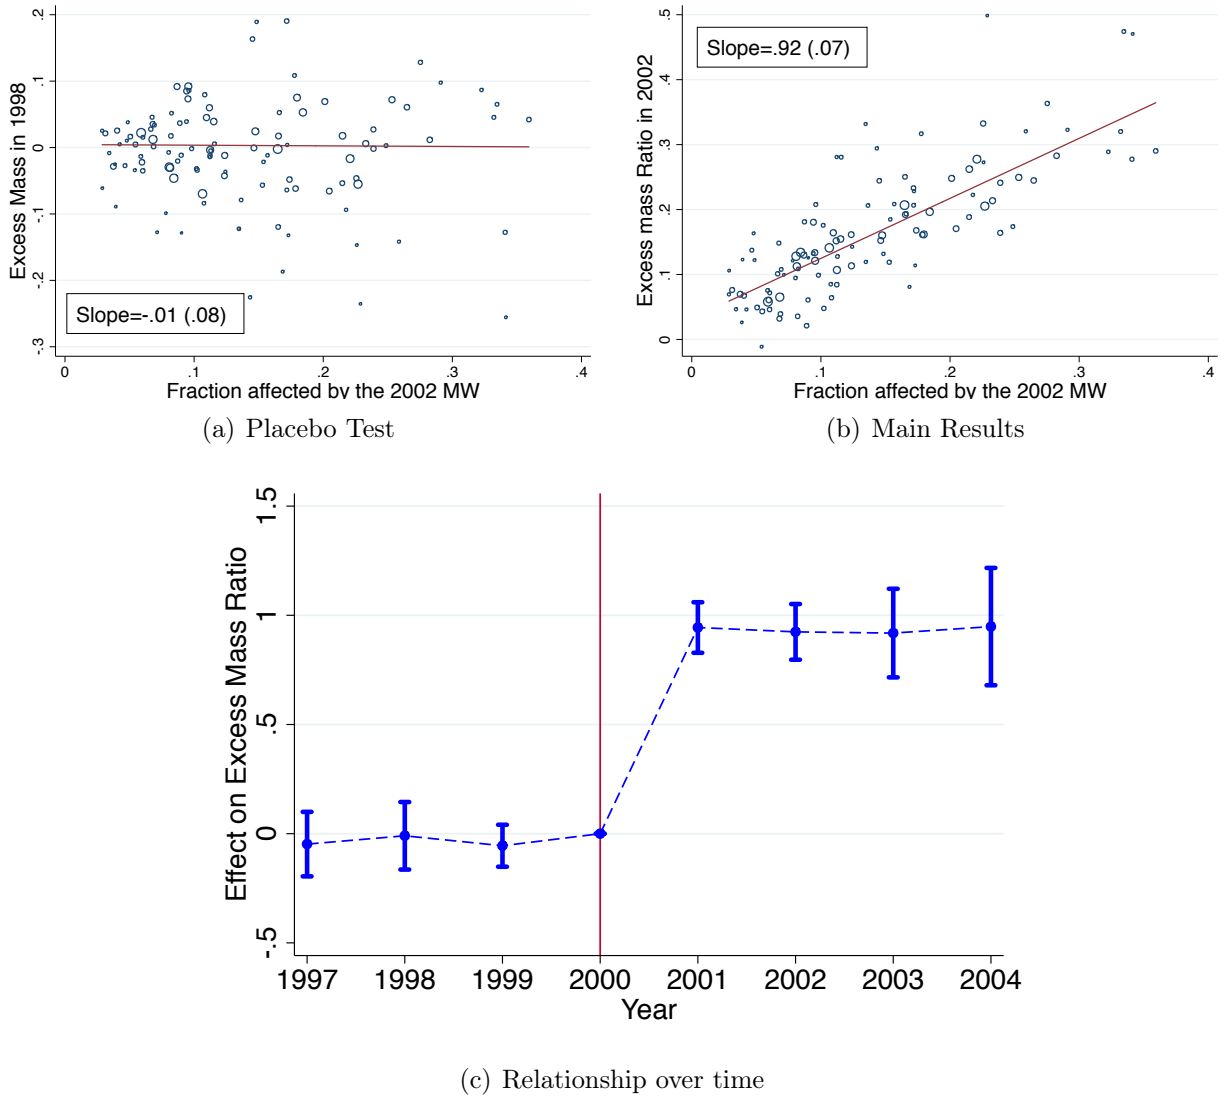 .2
.1
0
-.1
-.2
-.3
Excess Mass in 1998
Slope=-.01 (.08)
0 .1 .2 .3 .4
Fraction affected by the 2002 MW
(a) Placebo Test
.5
.4
.3
.2
.1
0
Excess mass Ratio in 2002
Slope=.92 (.07)
0 .1 .2 .3 .4
Fraction affected by the 2002 MW
(b) Main Results
1.5
1
.5
0
-.5
Effect on Excess Mass Ratio
1997 1998 1999 2000 2001 2002 2003 2004
Year
(c) Relationship over time